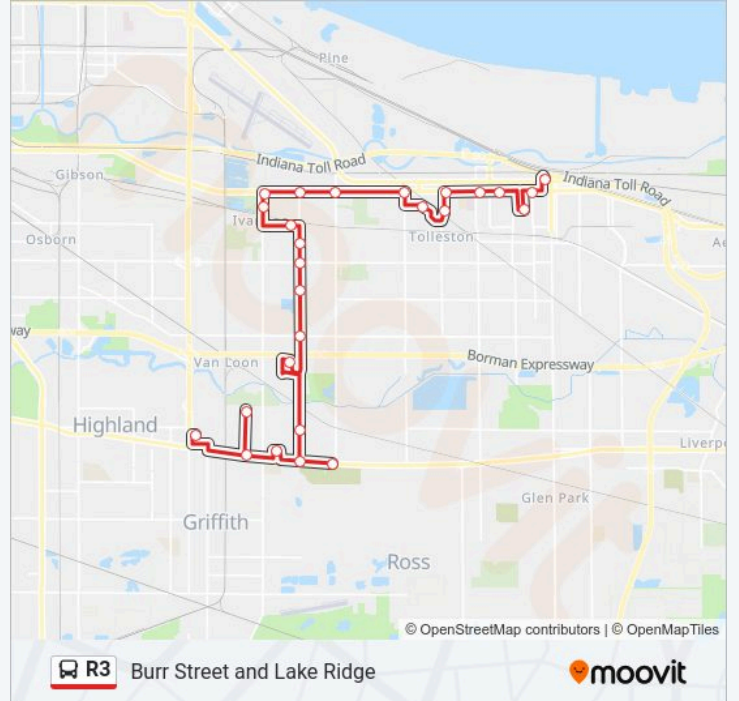 Pine
Indiana Toll Road
Gibson
Indiana Toll Road
Iva
Osborn
Tolleston
Ae
way
Van Loon
Borman Expressway
Highland
Liverp
Glen Park
Griffith
Ross
© OpenStreetMap contributors | © OpenMapTiles
R3 Burr Street and Lake Ridge
moovit